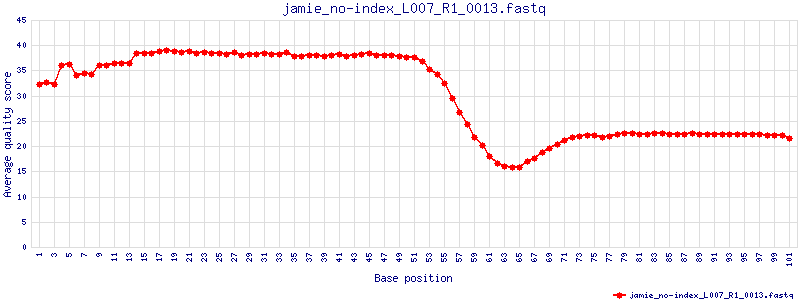 jamie_no-index_L007_R1_0013.fastq
Average quality score
45
40
35
30
25
20
15
10
5
0
1 3 5 7 9 11 13 15 17 19 21 23 25 27 29 31 33 35 37 39 41 43 45 47 49 51 53 55 57 59 61 63 65 67 69 71 73 75 77 79 81 83 85 87 89 91 93 95 97 99 101
Base position
jamie_no-index_L007_R1_0013.fastq